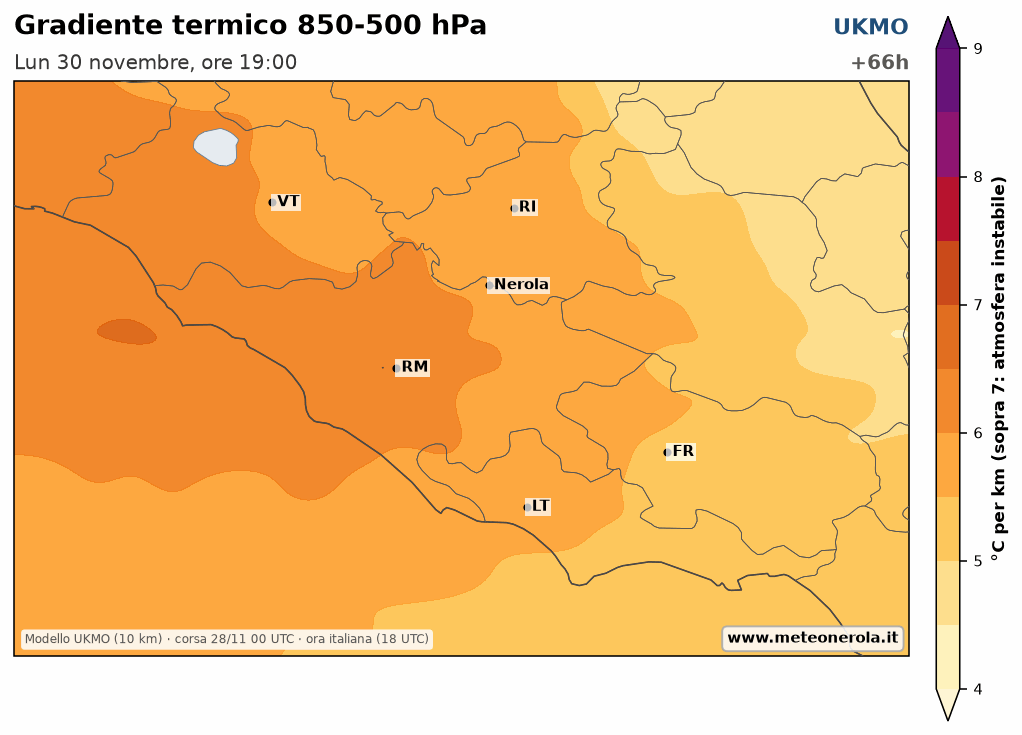 Gradiente termico 850-500 hPa
UKMO
Lun 30 novembre, ore 19:00
+66h
VT
RI
Nerola
RM
FR
LT
Modello UKMO (10 km) · corsa 28/11 00 UTC · ora italiana (18 UTC)
www.meteonerola.it
9
8
7
6
5
4
°C per km (sopra 7: atmosfera instabile)